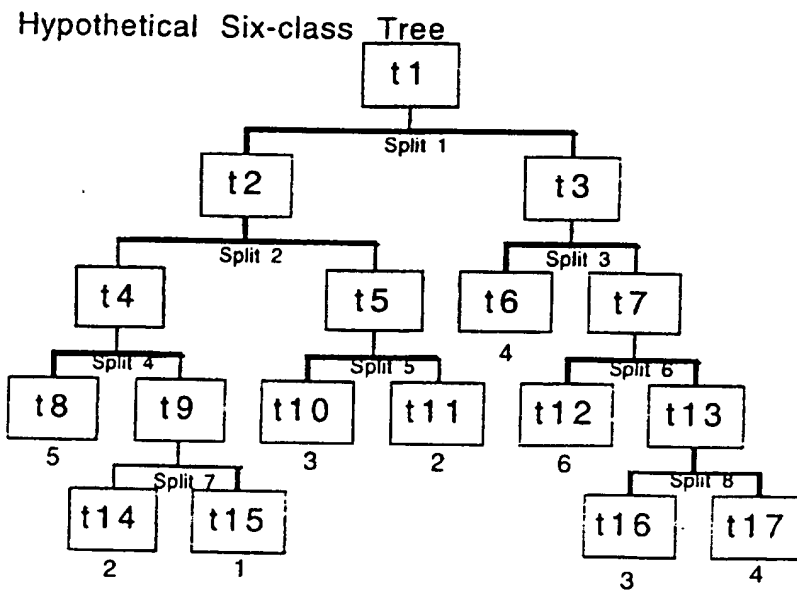 Hypothetical Six-class Tree
t1
Split 1
t2 t3
Split 2 Split 3
t4 t5 t6 t7
4
Split 4 Split 5 Split 6
t8 t9 t10 t11 t12 t13
5 3 2 6
Split 7 Split 8
t14 t15 t16 t17
2 1 3 4